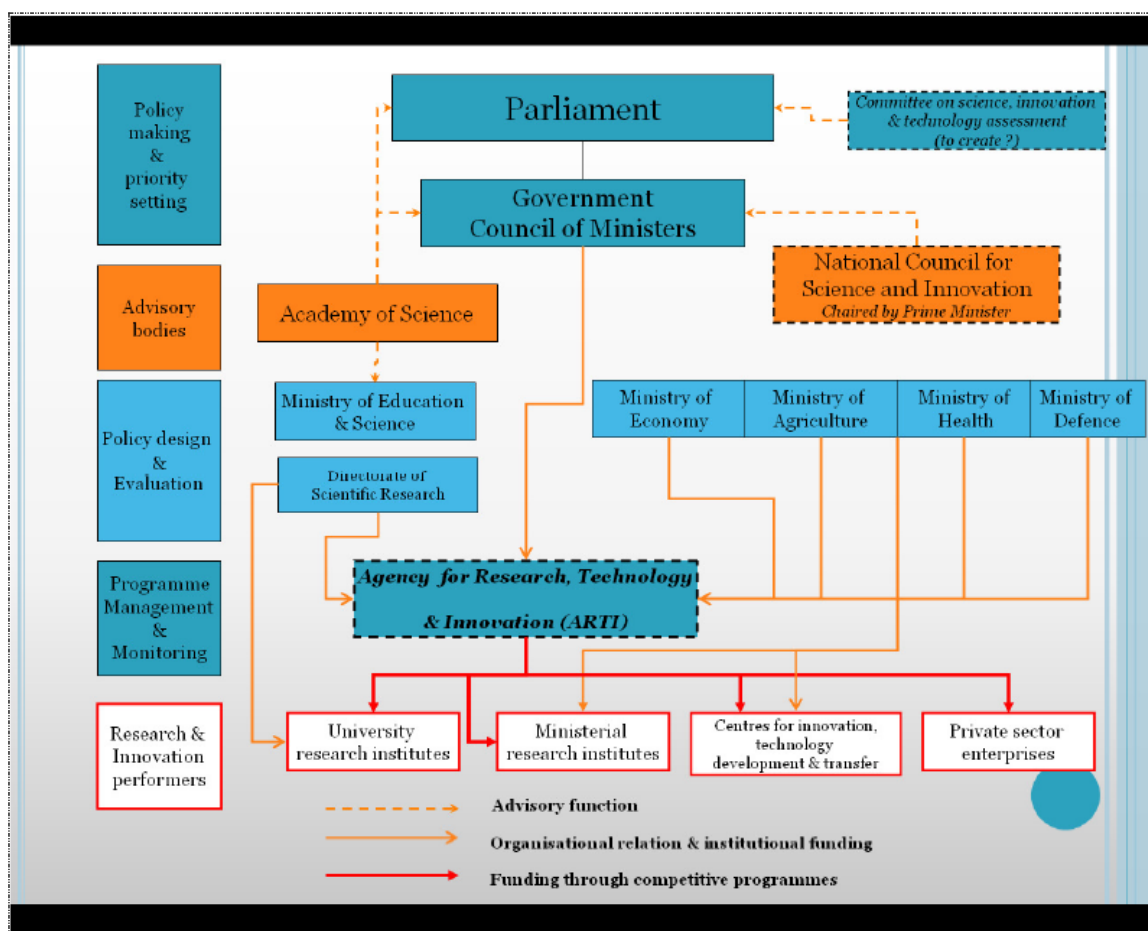 Policy
making
&
priority
setting
Parliament
Committee on science, innovation
& technology assessment
(to create ?)
Government
Council of Ministers
Advisory
bodies
Academy of Science
National Council for
Science and Innovation
Chaired by Prime Minister
Policy design
&
Evaluation
Ministry of Education
& Science
Ministry of
Economy
Ministry of
Agriculture
Ministry of
Health
Ministry of
Defence
Directorate of
Scientific Research
Programme
Management
&
Monitoring
Agency for Research, Technology
& Innovation (ARTI)
Research &
Innovation
performers
University
research institutes
Ministerial
research institutes
Centres for innovation,
technology
development & transfer
Private sector
enterprises
Advisory function
Organisational relation & institutional funding
Funding through competitive programmes